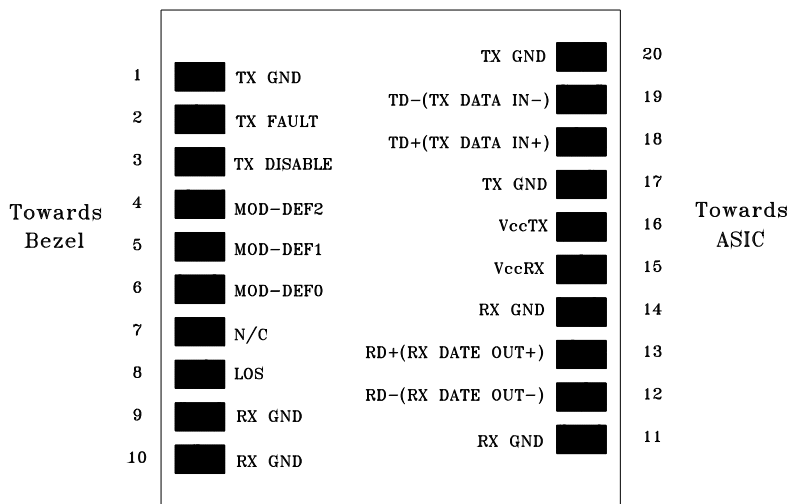 1 TX GND
2 TX FAULT
3 TX DISABLE
4 MOD-DEF2
5 MOD-DEF1
6 MOD-DEF0
7 N/C
8 LOS
9 RX GND
10 RX GND
Towards
Bezel
TX GND 20
TD-(TX DATA IN-) 19
TD+(TX DATA IN+) 18
TX GND 17
VccTX 16
VccRX 15
RX GND 14
RD+(RX DATE OUT+) 13
RD-(RX DATE OUT-) 12
RX GND 11
Towards
ASIC